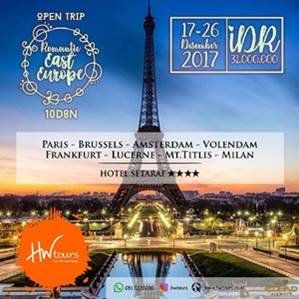 OPEN TRIP
Romantic
East
Europe
10D8N
17-26
Desember
2017
iDR
31.000.000
Paris - Brussels - Amsterdam - Volendam
Frankfurt - Lucerne - Mt.Titlis - Milan
HOTEL SETARAF ★★★★
HW tours
hwtours